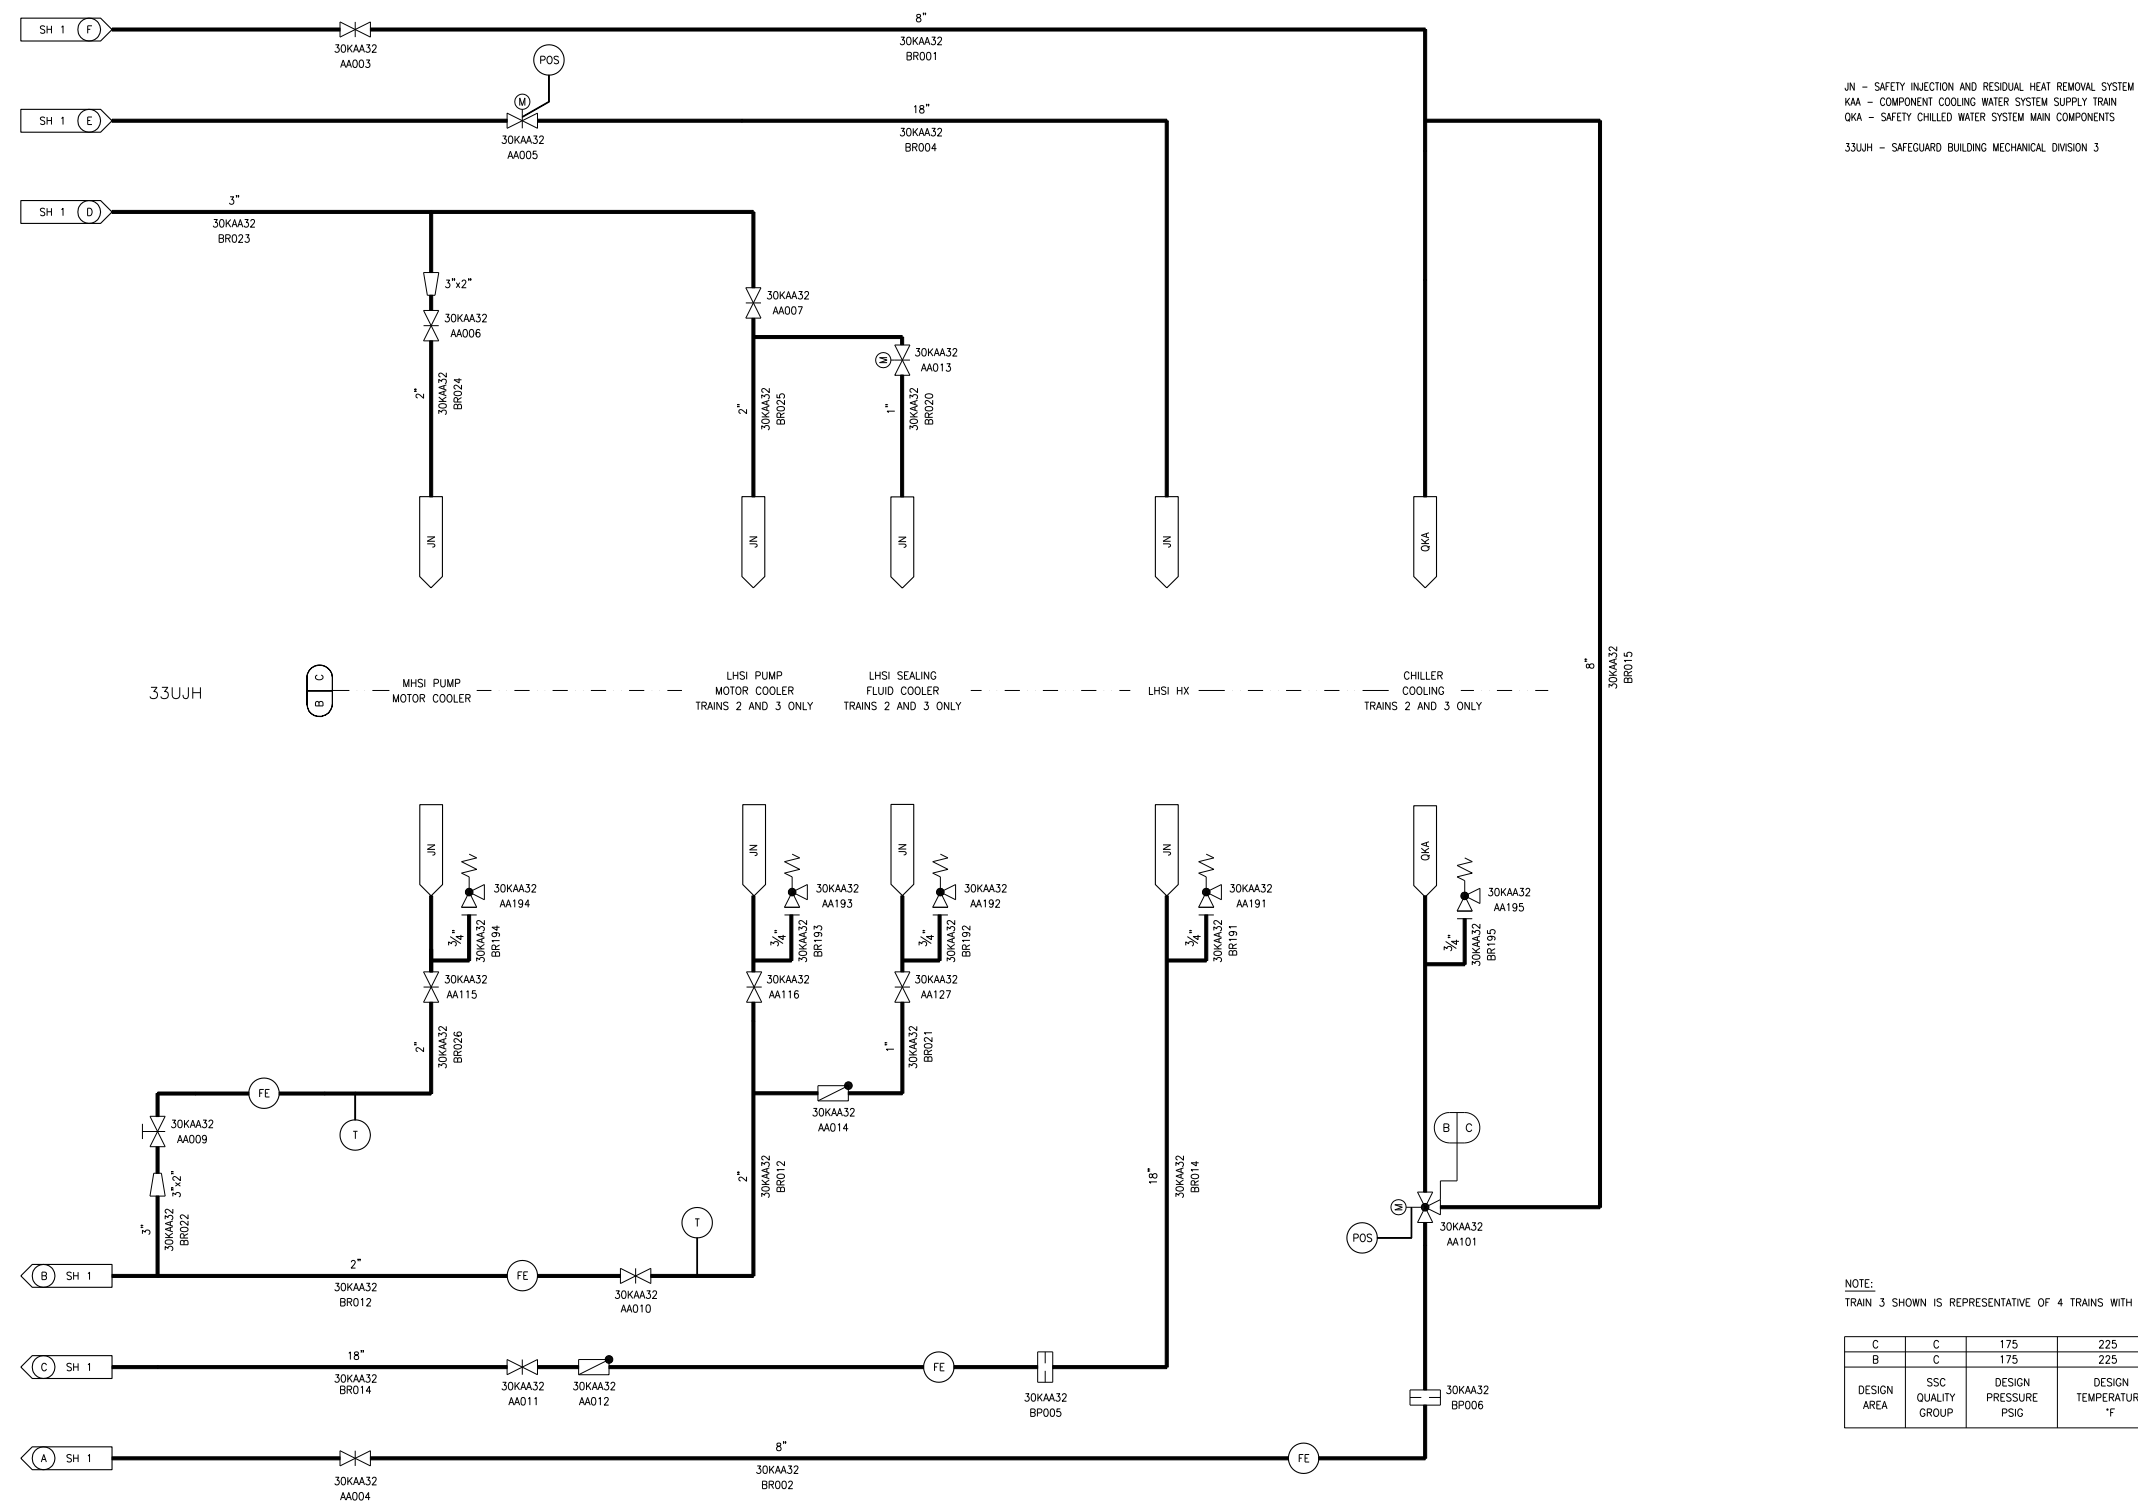 SH 1 F
30KAA32
AA003
8"
30KAA32
BR001
POS
M
SH 1 E
30KAA32
AA005
18"
30KAA32
BR004
JN – SAFETY INJECTION AND RESIDUAL HEAT REMOVAL SYSTEM
KAA – COMPONENT COOLING WATER SYSTEM SUPPLY TRAIN
QKA – SAFETY CHILLED WATER SYSTEM MAIN COMPONENTS
33UJH – SAFEGUARD BUILDING MECHANICAL DIVISION 3
SH 1 D
3"
30KAA32
BR023
3"x2"
30KAA32
AA006
30KAA32
AA007
M
30KAA32
AA013
2"
30KAA32
BR024
2"
30KAA32
BR025
1"
30KAA32
BR020
JN
JN
JN
JN
QKA
8"
30KAA32
BR015
33UJH
C
B
MHSI PUMP
MOTOR COOLER
LHSI PUMP
MOTOR COOLER
TRAINS 2 AND 3 ONLY
LHSI SEALING
FLUID COOLER
TRAINS 2 AND 3 ONLY
LHSI HX
CHILLER
COOLING
TRAINS 2 AND 3 ONLY
JN
JN
JN
JN
QKA
30KAA32
AA194
3/4"
30KAA32
BR194
30KAA32
AA193
3/4"
30KAA32
BR193
30KAA32
AA192
3/4"
30KAA32
BR192
30KAA32
AA191
3/4"
30KAA32
BR191
30KAA32
AA195
3/4"
30KAA32
BR195
30KAA32
AA115
30KAA32
AA116
30KAA32
AA127
2"
30KAA32
BR026
1"
30KAA32
BR021
FE
T
30KAA32
AA009
30KAA32
AA014
3"x2"
3"
30KAA32
BR022
2"
30KAA32
BR012
18"
30KAA32
BR014
B C
M
POS
30KAA32
AA101
T
B SH 1
2"
30KAA32
BR012
FE
30KAA32
AA010
C SH 1
18"
30KAA32
BR014
30KAA32
AA011
30KAA32
AA012
FE
30KAA32
BP005
30KAA32
BP006
A SH 1
30KAA32
AA004
8"
30KAA32
BR002
FE
NOTE:
TRAIN 3 SHOWN IS REPRESENTATIVE OF 4 TRAINS WITH
C C 175 225
B C 175 225
DESIGN
AREA
SSC
QUALITY
GROUP
DESIGN
PRESSURE
PSIG
DESIGN
TEMPERATUR
°F